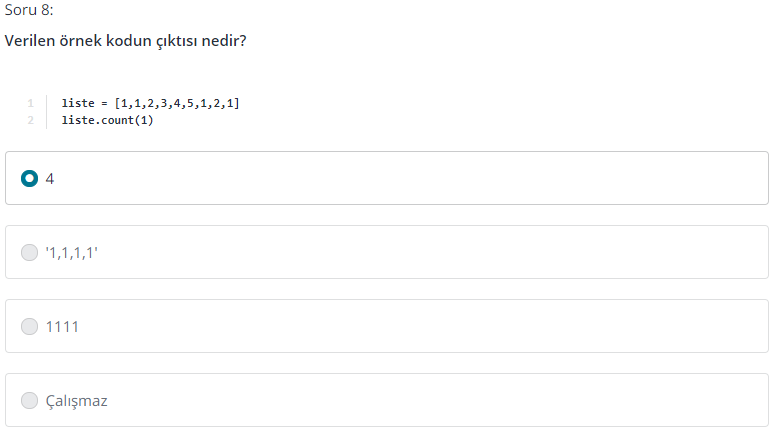 Soru 8:
Verilen örnek kodun çıktısı nedir?
1 liste = [1,1,2,3,4,5,1,2,1]
2 liste.count(1)
4
'1,1,1,1'
1111
Çalışmaz